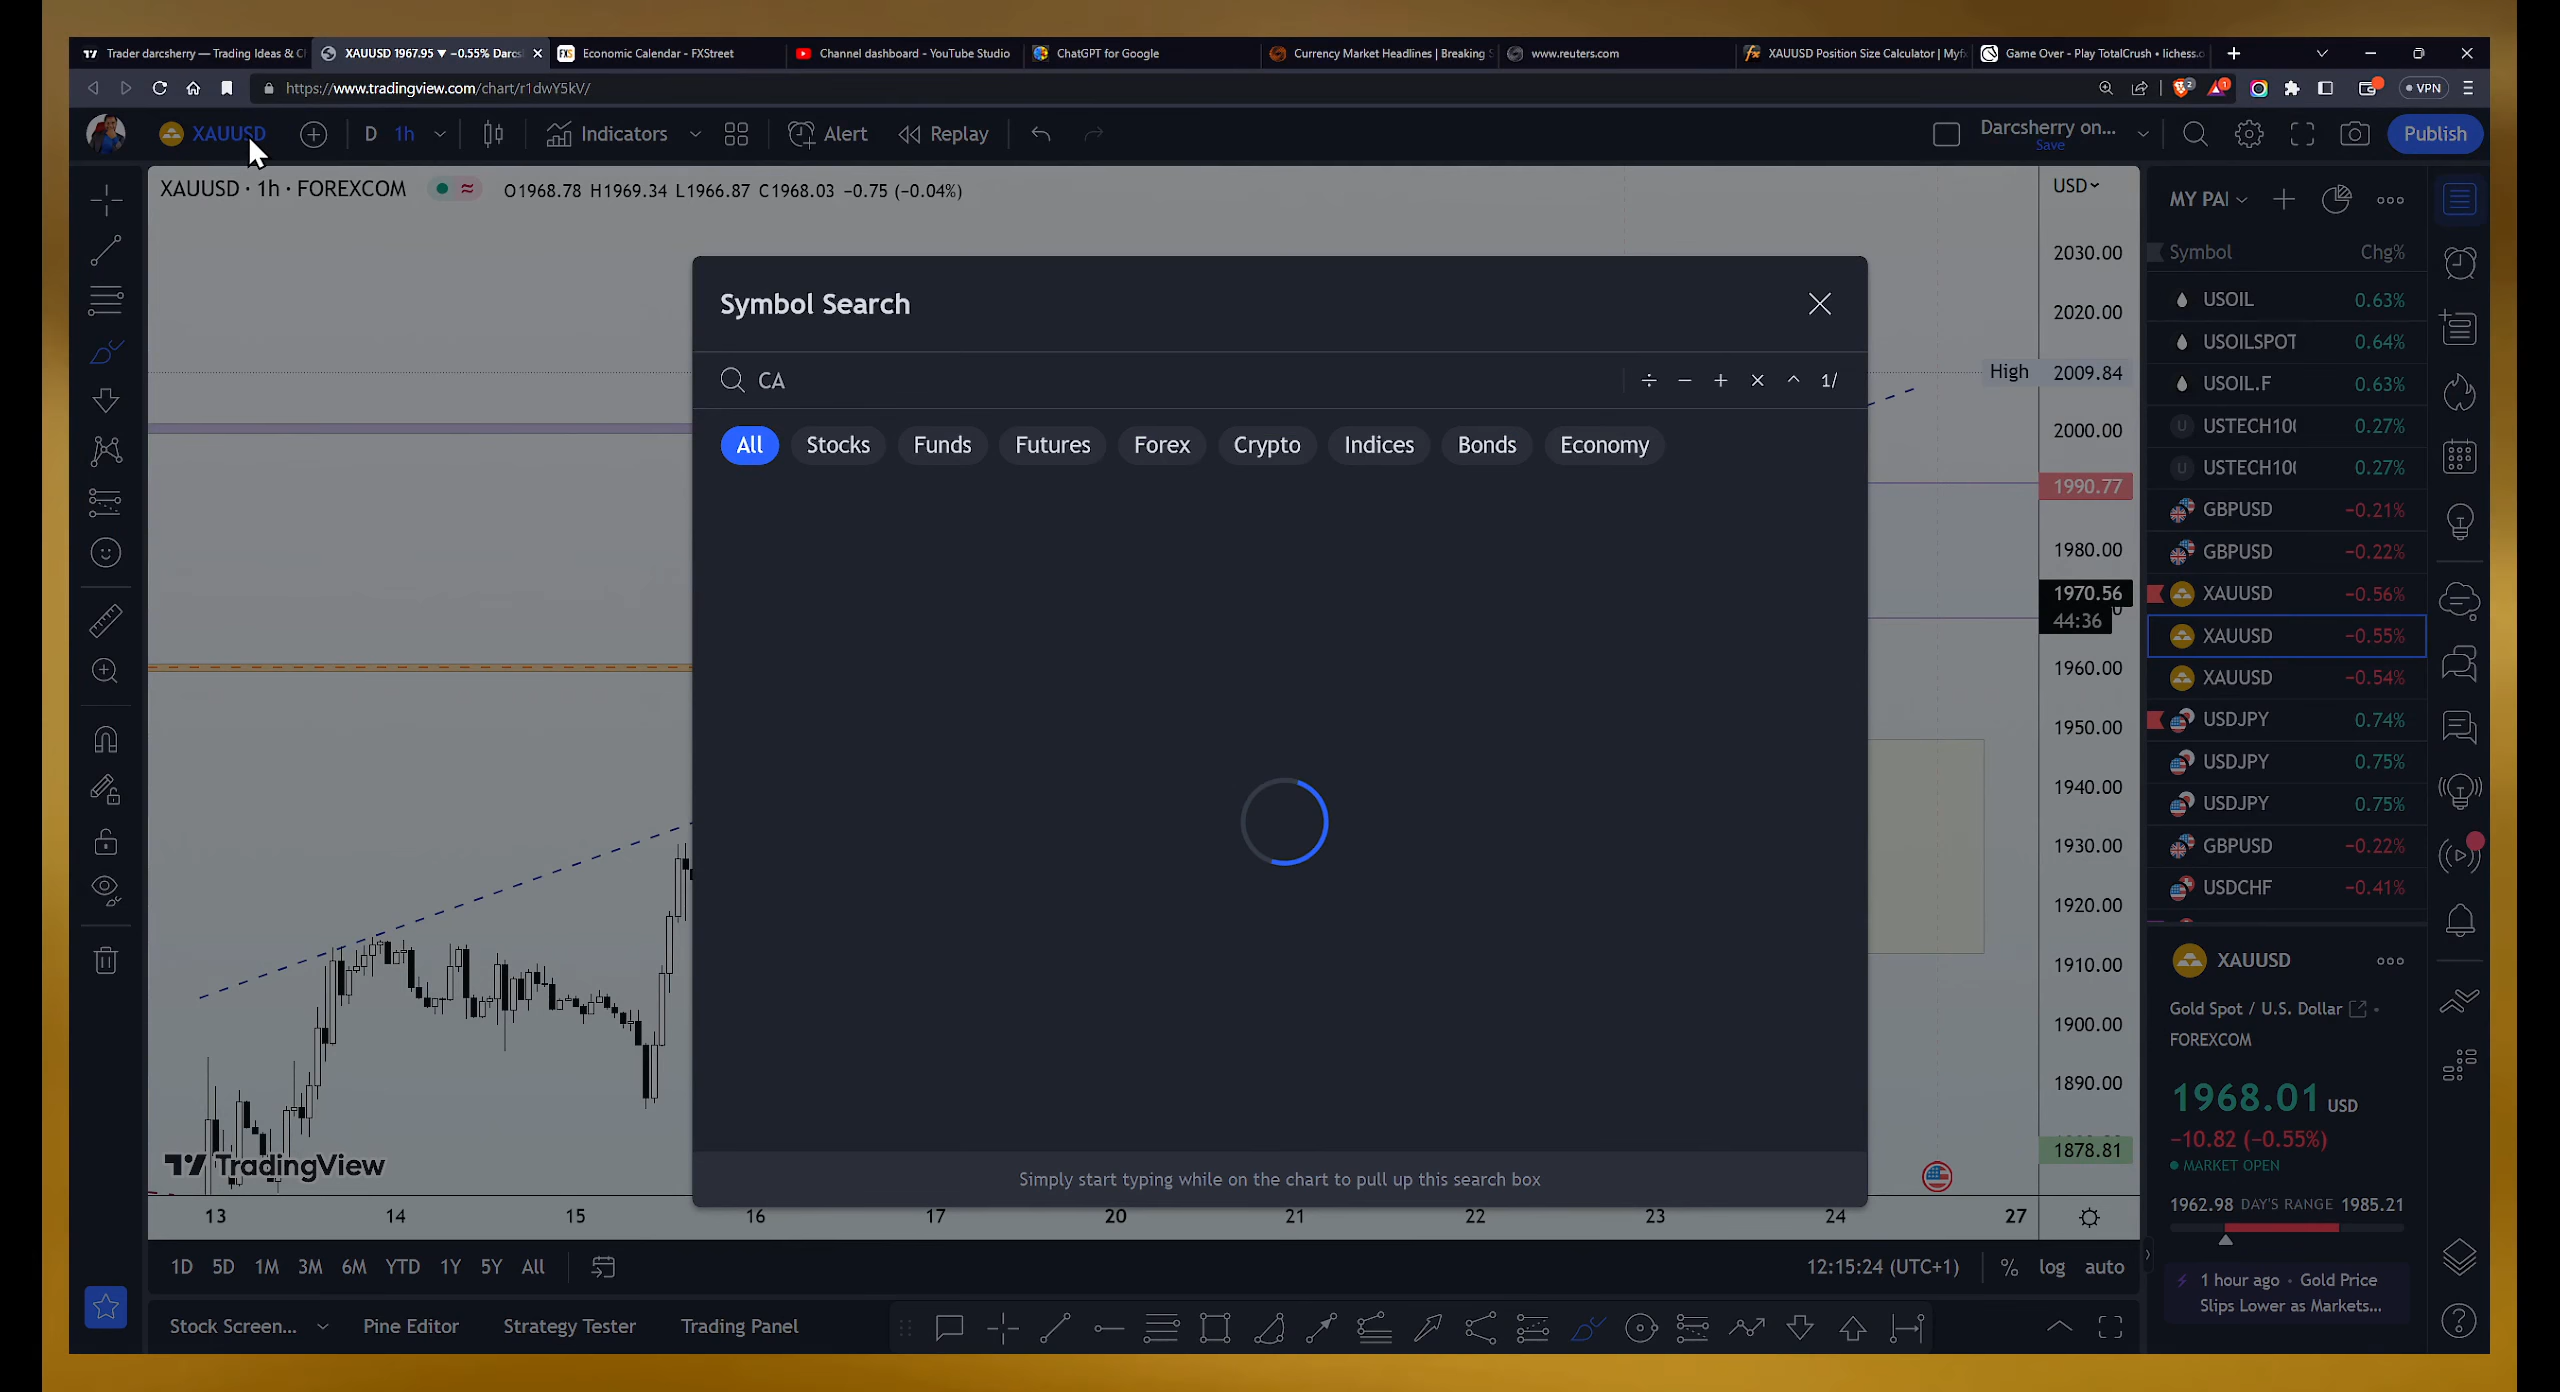 Trader darcsherry — Trading Ideas & C
XAUUSD 1967.95 ▼ −0.55% Darcs
Economic Calendar - FXStreet
Channel dashboard - YouTube Studio
ChatGPT for Google
Currency Market Headlines | Breaking
www.reuters.com
XAUUSD Position Size Calculator | Myf
Game Over - Play TotalCrush • lichess.o
https://www.tradingview.com/chart/r1dwY5kV/
VPN
XAUUSD
D
1h
Indicators
Alert
Replay
Darcsherry on...
Save
Publish
XAUUSD · 1h · FOREXCOM
O1968.78 H1969.34 L1966.87 C1968.03 −0.75 (−0.04%)
USD
2030.00
2020.00
High 2009.84
2000.00
1990.77
1980.00
1970.56
44:36
1960.00
1950.00
1940.00
1930.00
1920.00
1910.00
1900.00
1890.00
1878.81
Symbol Search
CA
÷ − + × ^ 1/
All
Stocks
Funds
Futures
Forex
Crypto
Indices
Bonds
Economy
Simply start typing while on the chart to pull up this search box
TradingView
13 14 15 16 17 20 21 22 23 24 27
1D 5D 1M 3M 6M YTD 1Y 5Y All
12:15:24 (UTC+1)
% log auto
Stock Screen...
Pine Editor
Strategy Tester
Trading Panel
MY PAI
Symbol Chg%
USOIL 0.63%
USOILSPOT 0.64%
USOIL.F 0.63%
USTECH10 0.27%
USTECH10 0.27%
GBPUSD −0.21%
GBPUSD −0.22%
XAUUSD −0.56%
XAUUSD −0.55%
XAUUSD −0.54%
USDJPY 0.74%
USDJPY 0.75%
USDJPY 0.75%
GBPUSD −0.22%
USDCHF −0.41%
XAUUSD
Gold Spot / U.S. Dollar
FOREXCOM
1968.01 USD
−10.82 (−0.55%)
MARKET OPEN
1962.98 DAY'S RANGE 1985.21
1 hour ago • Gold Price
Slips Lower as Markets...